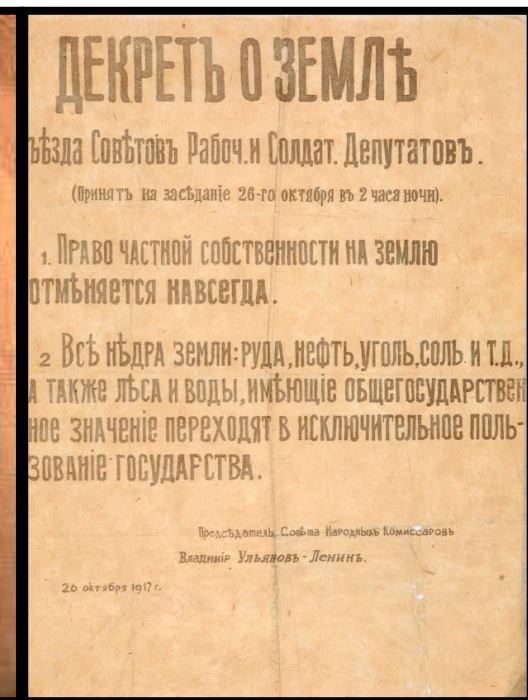 ДЕКРЕТЪ О ЗЕМЛѢ
ъѣзда Совѣтовъ Рабоч. и Солдат. Депутатовъ.
(Принятъ на засѣданіе 26-го октября въ 2 часа ночи).
1. Право частной собственности на землю
отмѣняется навсегда.
2 Всѣ нѣдра земли: руда, нефть, уголь, соль и т.д.,
а также лѣса и воды, имѣющіе общегосударствен
ное значеніе переходят в исключительное поль-
зованіе государства.
Предсѣдатель Совѣта Народныхъ Комиссаровъ
Владиміръ Ульяновъ - Ленин.
26 октября 1917 г.